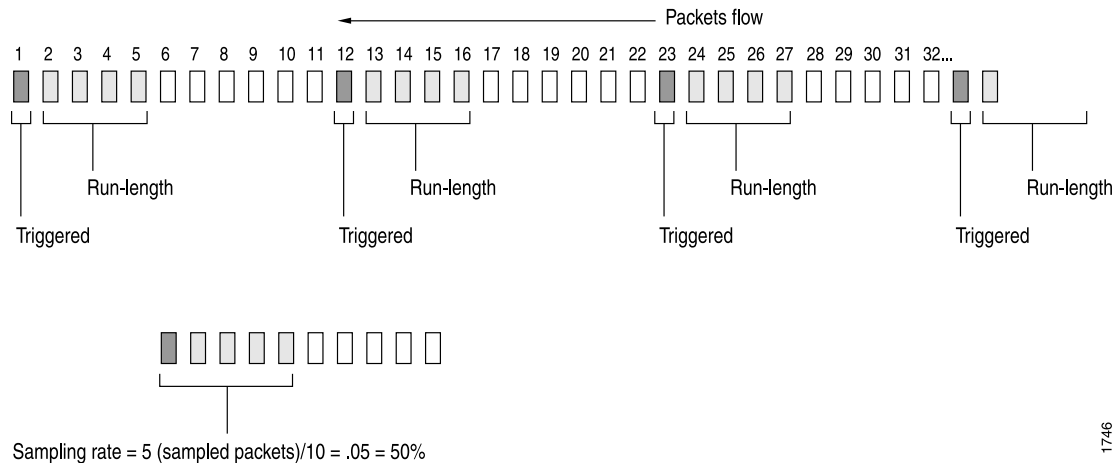 Packets flow
1 2 3 4 5 6 7 8 9 10 11 12 13 14 15 16 17 18 19 20 21 22 23 24 25 26 27 28 29 30 31 32...
Run-length Run-length Run-length Run-length
Triggered Triggered Triggered Triggered
Sampling rate = 5 (sampled packets)/10 = .05 = 50%
1746